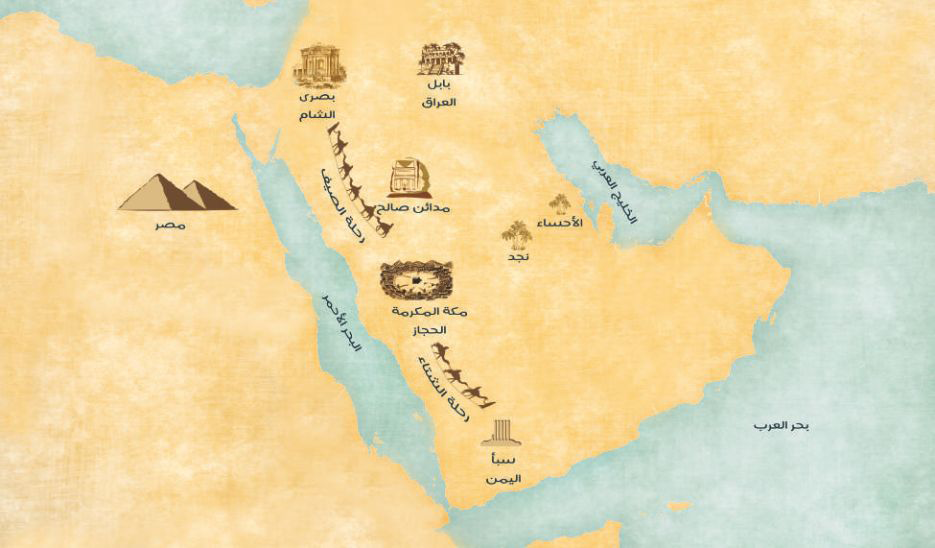 بابل
العراق
بصرى
الشام
رحلة الصيف
مدائن صالح
الخليج العربي
الأحساء
نجد
مصر
مكة المكرمة
الحجاز
البحر الأحمر
رحلة الشتاء
بحر العرب
سبأ
اليمن